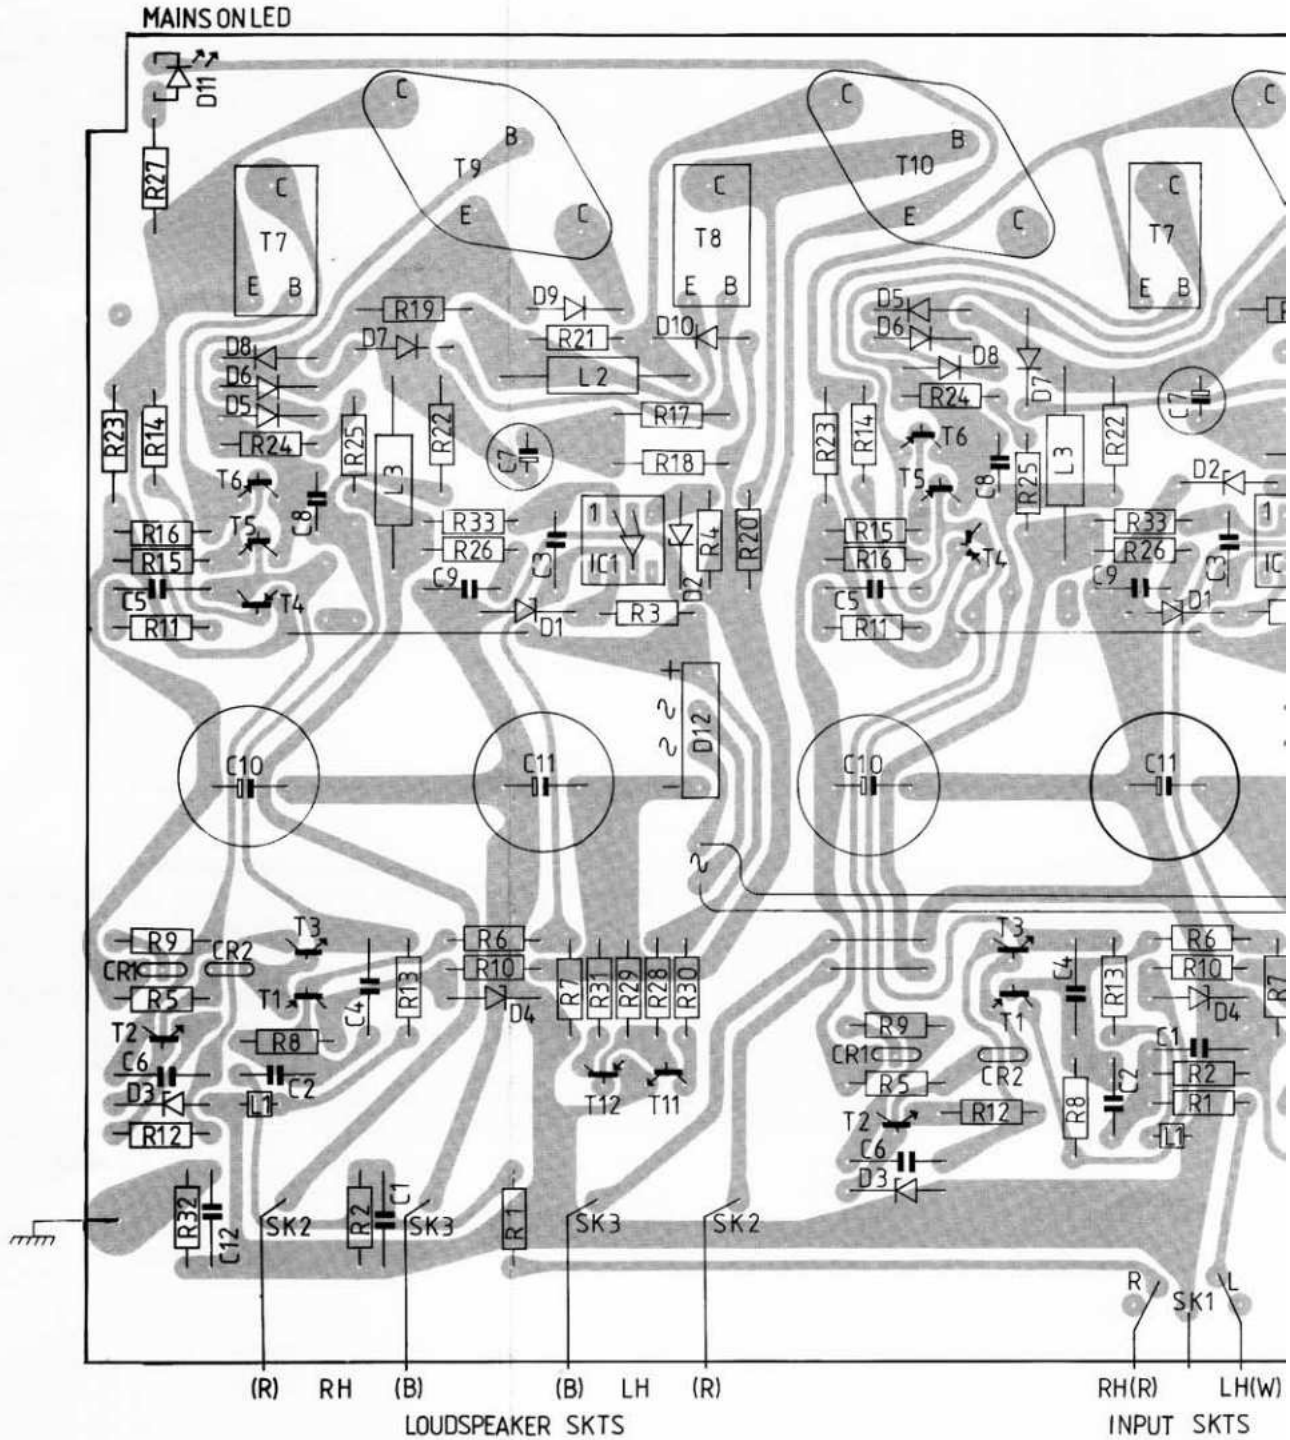 MAINS ON LED
D11
R27
C
B
T9
E
C
C
T7
E B
C
T8
E B
C
B
T10
E
C
C
T7
E B
C
R19
D9
R21
D10
D7
L2
D8
D6
D5
R24
R23
R14
R25
L3
R22
C7
R17
R18
T6
C8
R16
T5
R15
C5
T4
R11
R33
R26
C9
C3
1
IC1
D2
R4
R20
D1
R3
D5
D6
D8
D7
R24
R23
R14
T6
T5
C8
R25
L3
R22
C7
D2
R15
R16
T4
C5
R11
R33
R26
C9
C3
1
IC
D1
+
~
~
D12
−
~
C10
C11
C10
C11
R9
CR1
CR2
R5
T3
T1
T2
R8
C6
C2
D3
L1
R12
C4
R13
R6
R10
D4
R7
R31
R29
R28
R30
T12
T11
T3
T1
R9
CR1
CR2
R5
T2
R12
C6
D3
C4
R13
R8
C2
R6
R10
D4
C1
R2
R1
L1
R7
R32
C12
SK2
R2
C1
SK3
R1
SK3
SK2
R
SK1
L
(R) RH (B) (B) LH (R) RH(R) LH(W)
LOUDSPEAKER SKTS INPUT SKTS